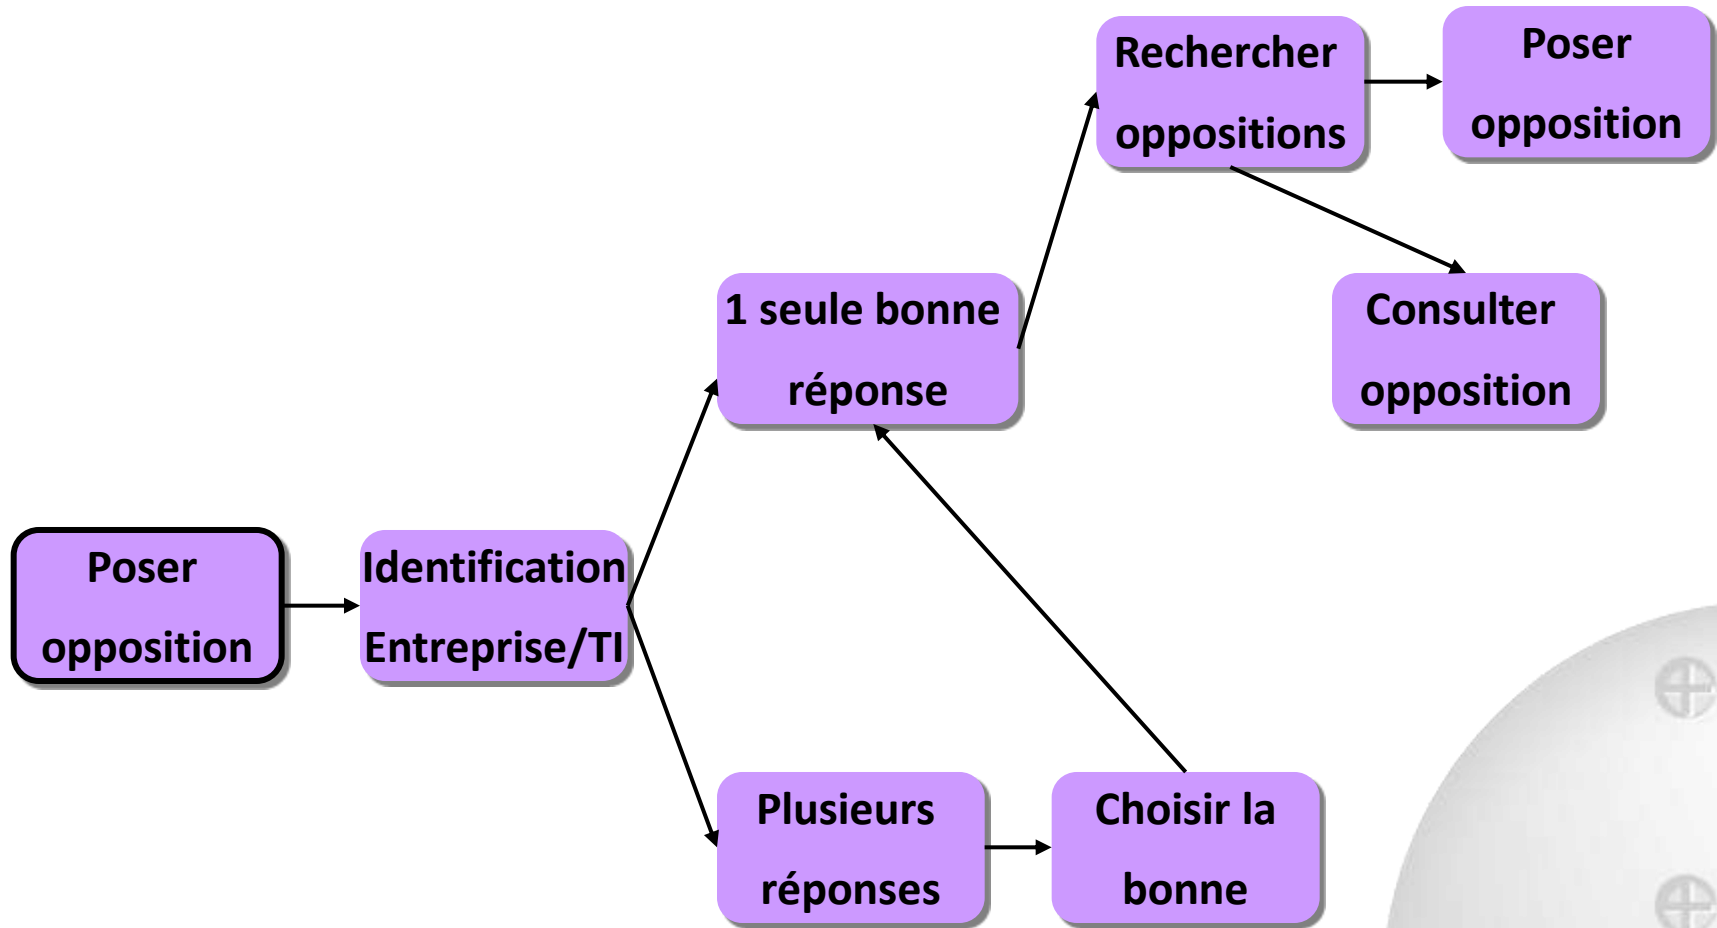 Rechercher
oppositions
Poser
opposition
1 seule bonne
réponse
Consulter
opposition
Poser
opposition
Identification
Entreprise/TI
Plusieurs
réponses
Choisir la
bonne